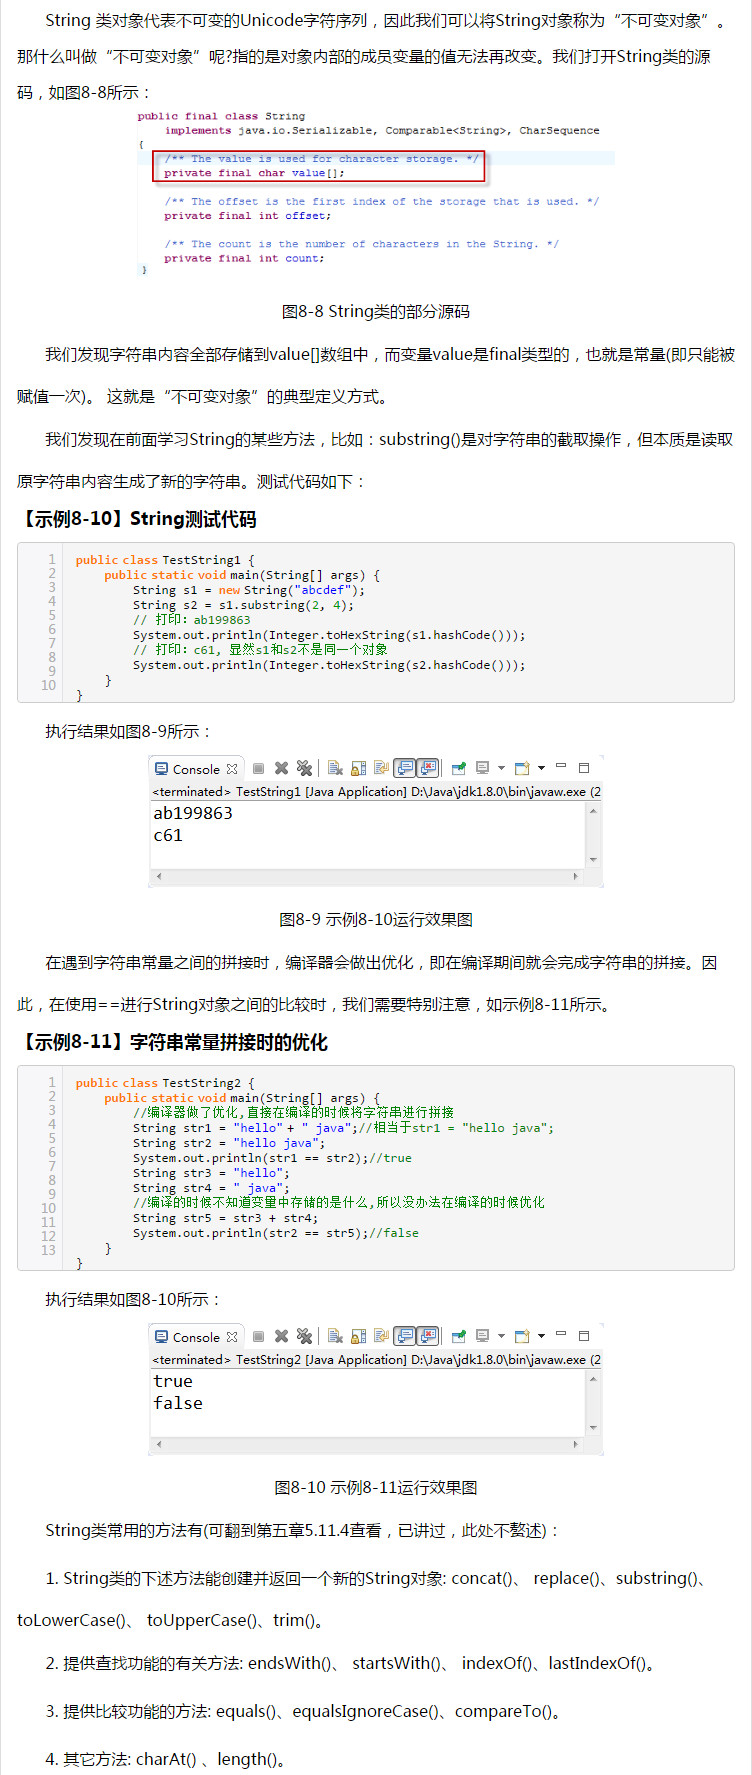 String 类对象代表不可变的Unicode字符序列，因此我们可以将String对象称为“不可变对象”。
那什么叫做“不可变对象”呢?指的是对象内部的成员变量的值无法再改变。我们打开String类的源
码，如图8-8所示：
public final class String
implements java.io.Serializable, Comparable<String>, CharSequence
{
/** The value is used for character storage. */
private final char value[];
/** The offset is the first index of the storage that is used. */
private final int offset;
/** The count is the number of characters in the String. */
private final int count;
}
图8-8 String类的部分源码
我们发现字符串内容全部存储到value[]数组中，而变量value是final类型的，也就是常量(即只能被
赋值一次)。 这就是“不可变对象”的典型定义方式。
我们发现在前面学习String的某些方法，比如：substring()是对字符串的截取操作，但本质是读取
原字符串内容生成了新的字符串。测试代码如下：
【示例8-10】String测试代码
1 public class TestString1 {
2 public static void main(String[] args) {
3 String s1 = new String("abcdef");
4 String s2 = s1.substring(2, 4);
5 // 打印：ab199863
6 System.out.println(Integer.toHexString(s1.hashCode()));
7 // 打印：c61, 显然s1和s2不是同一个对象
8 System.out.println(Integer.toHexString(s2.hashCode()));
9 }
10 }
执行结果如图8-9所示：
Console
<terminated> TestString1 [Java Application] D:\Java\jdk1.8.0\bin\javaw.exe (2
ab199863
c61
图8-9 示例8-10运行效果图
在遇到字符串常量之间的拼接时，编译器会做出优化，即在编译期间就会完成字符串的拼接。因
此，在使用==进行String对象之间的比较时，我们需要特别注意，如示例8-11所示。
【示例8-11】字符串常量拼接时的优化
1 public class TestString2 {
2 public static void main(String[] args) {
3 //编译器做了优化,直接在编译的时候将字符串进行拼接
4 String str1 = "hello" + " java";//相当于str1 = "hello java";
5 String str2 = "hello java";
6 System.out.println(str1 == str2);//true
7 String str3 = "hello";
8 String str4 = " java";
9 //编译的时候不知道变量中存储的是什么,所以没办法在编译的时候优化
10 String str5 = str3 + str4;
11 System.out.println(str2 == str5);//false
12 }
13 }
执行结果如图8-10所示：
Console
<terminated> TestString2 [Java Application] D:\Java\jdk1.8.0\bin\javaw.exe (2
true
false
图8-10 示例8-11运行效果图
String类常用的方法有(可翻到第五章5.11.4查看，已讲过，此处不赘述)：
1. String类的下述方法能创建并返回一个新的String对象: concat()、 replace()、substring()、
toLowerCase()、 toUpperCase()、trim()。
2. 提供查找功能的有关方法: endsWith()、 startsWith()、 indexOf()、lastIndexOf()。
3. 提供比较功能的方法: equals()、equalsIgnoreCase()、compareTo()。
4. 其它方法: charAt() 、length()。